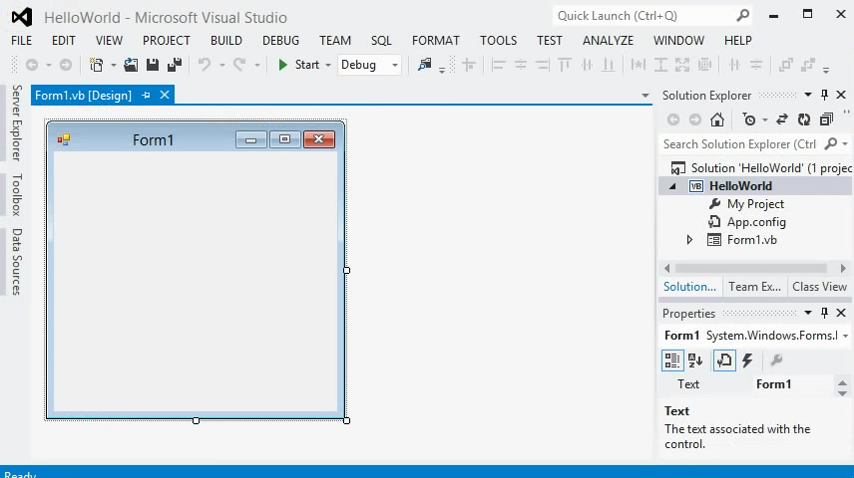 HelloWorld - Microsoft Visual Studio
Quick Launch (Ctrl+Q)
FILE EDIT VIEW PROJECT BUILD DEBUG TEAM SQL FORMAT TOOLS TEST ANALYZE WINDOW HELP
Start Debug
Server Explorer
Toolbox
Data Sources
Form1.vb [Design]
Form1
Solution Explorer
Search Solution Explorer (Ctrl
Solution 'HelloWorld' (1 projec
VB HelloWorld
My Project
App.config
Form1.vb
Solution... Team Ex... Class View
Properties
Form1 System.Windows.Forms.
Text Form1
Text
The text associated with the
control.
Ready